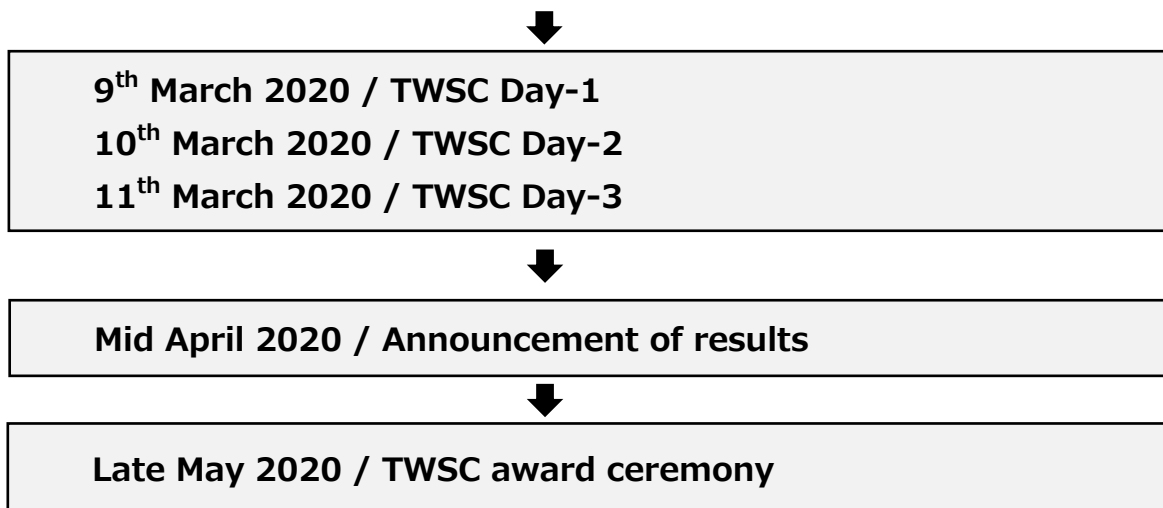 9th March 2020 / TWSC Day-1
10th March 2020 / TWSC Day-2
11th March 2020 / TWSC Day-3
Mid April 2020 / Announcement of results
Late May 2020 / TWSC award ceremony